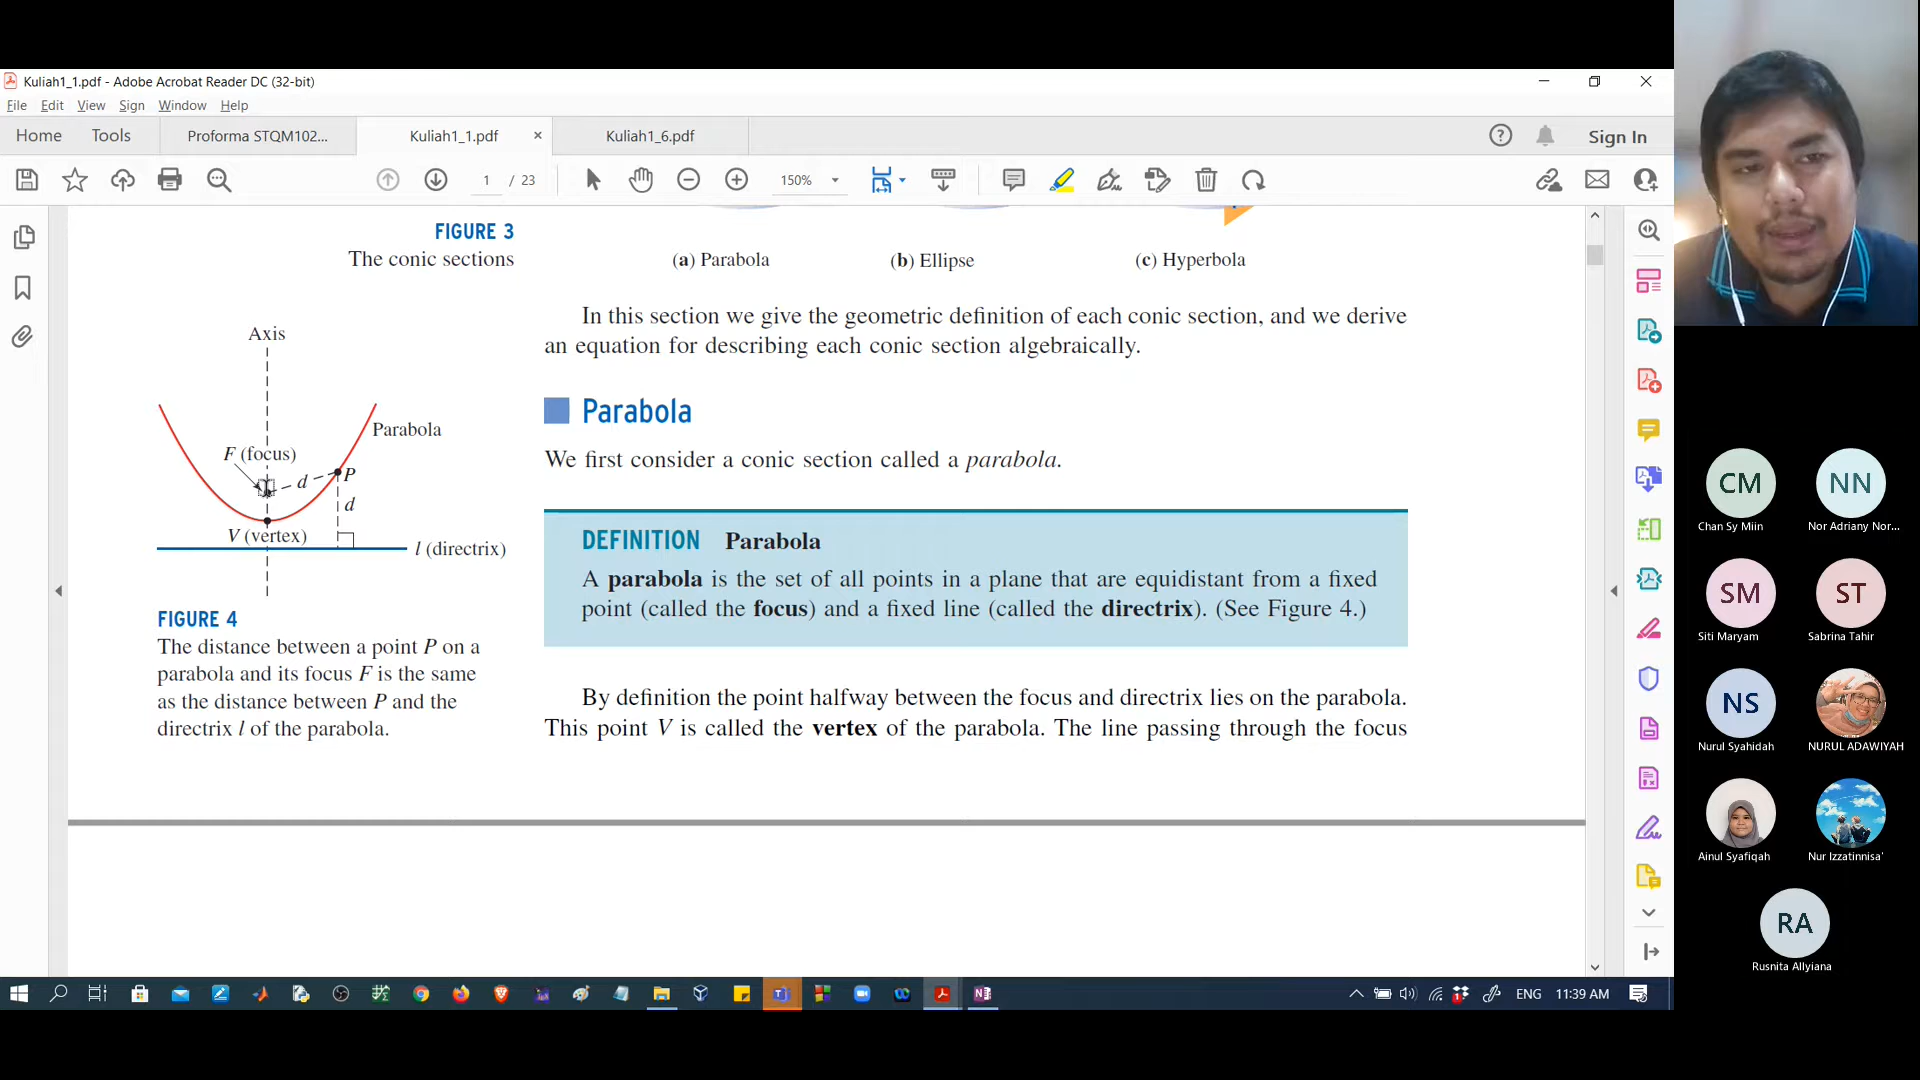 Kuliah1_1.pdf - Adobe Acrobat Reader DC (32-bit)
File Edit View Sign Window Help
Home Tools Proforma STQM102... Kuliah1_1.pdf × Kuliah1_6.pdf Sign In
1 / 23 150%
FIGURE 3
The conic sections
(a) Parabola (b) Ellipse (c) Hyperbola
In this section we give the geometric definition of each conic section, and we derive
an equation for describing each conic section algebraically.
Axis
Parabola
F (focus)
P
d
d
V (vertex)
l (directrix)
FIGURE 4
The distance between a point P on a
parabola and its focus F is the same
as the distance between P and the
directrix l of the parabola.
Parabola
We first consider a conic section called a parabola.
DEFINITION Parabola
A parabola is the set of all points in a plane that are equidistant from a fixed
point (called the focus) and a fixed line (called the directrix). (See Figure 4.)
By definition the point halfway between the focus and directrix lies on the parabola.
This point V is called the vertex of the parabola. The line passing through the focus
CM NN
Chan Sy Miin Nor Adriany Nor...
SM ST
Siti Maryam Sabrina Tahir
NS
Nurul Syahidah NURUL ADAWIYAH
Ainul Syafiqah Nur Izzatinnisa'
RA
Rusnita Allyiana
ENG 11:39 AM